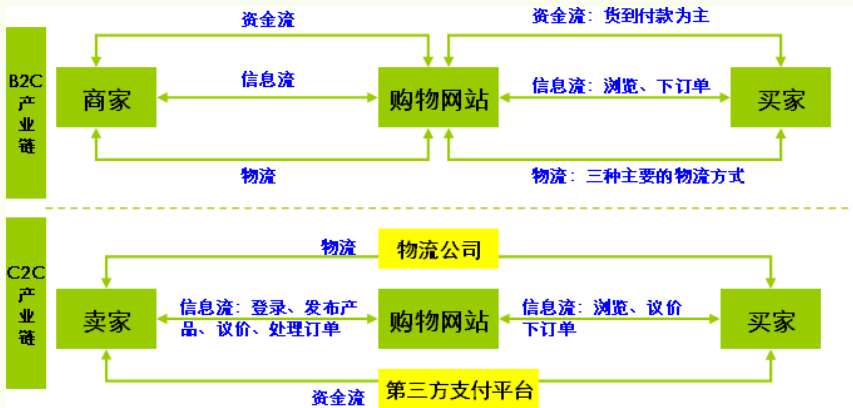 资金流
资金流：货到付款为主
B2C
产
业
链
商家
信息流
购物网站
信息流：浏览、下订单
买家
物流
物流：三种主要的物流方式
C2C
产
业
链
物流
物流公司
卖家
信息流：登录、发布产
品、议价、处理订单
购物网站
信息流：浏览、议价
下订单
买家
资金流
第三方支付平台